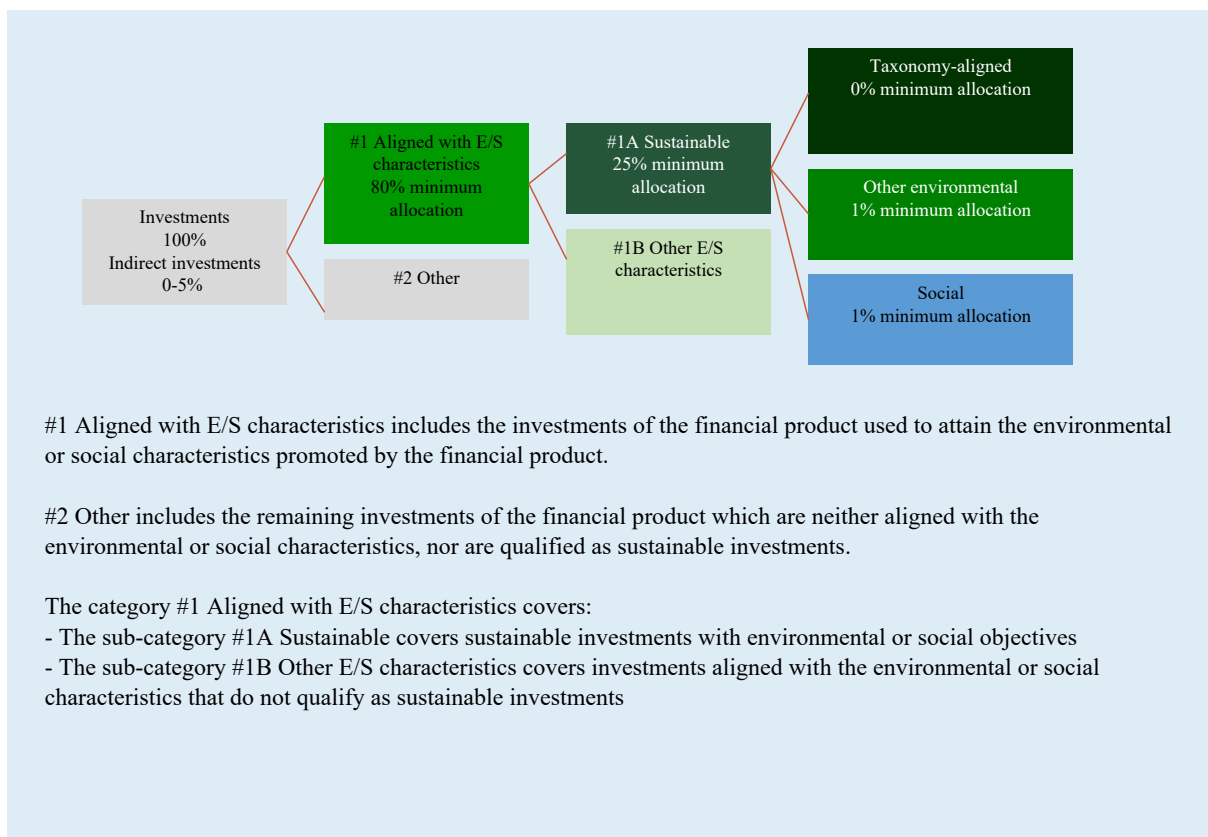 Investments
100%
Indirect investments
0-5%
#1 Aligned with E/S
characteristics
80% minimum
allocation
#2 Other
#1A Sustainable
25% minimum
allocation
#1B Other E/S
characteristics
Taxonomy-aligned
0% minimum allocation
Other environmental
1% minimum allocation
Social
1% minimum allocation
#1 Aligned with E/S characteristics includes the investments of the financial product used to attain the environmental
or social characteristics promoted by the financial product.
#2 Other includes the remaining investments of the financial product which are neither aligned with the
environmental or social characteristics, nor are qualified as sustainable investments.
The category #1 Aligned with E/S characteristics covers:
- The sub-category #1A Sustainable covers sustainable investments with environmental or social objectives
- The sub-category #1B Other E/S characteristics covers investments aligned with the environmental or social
characteristics that do not qualify as sustainable investments